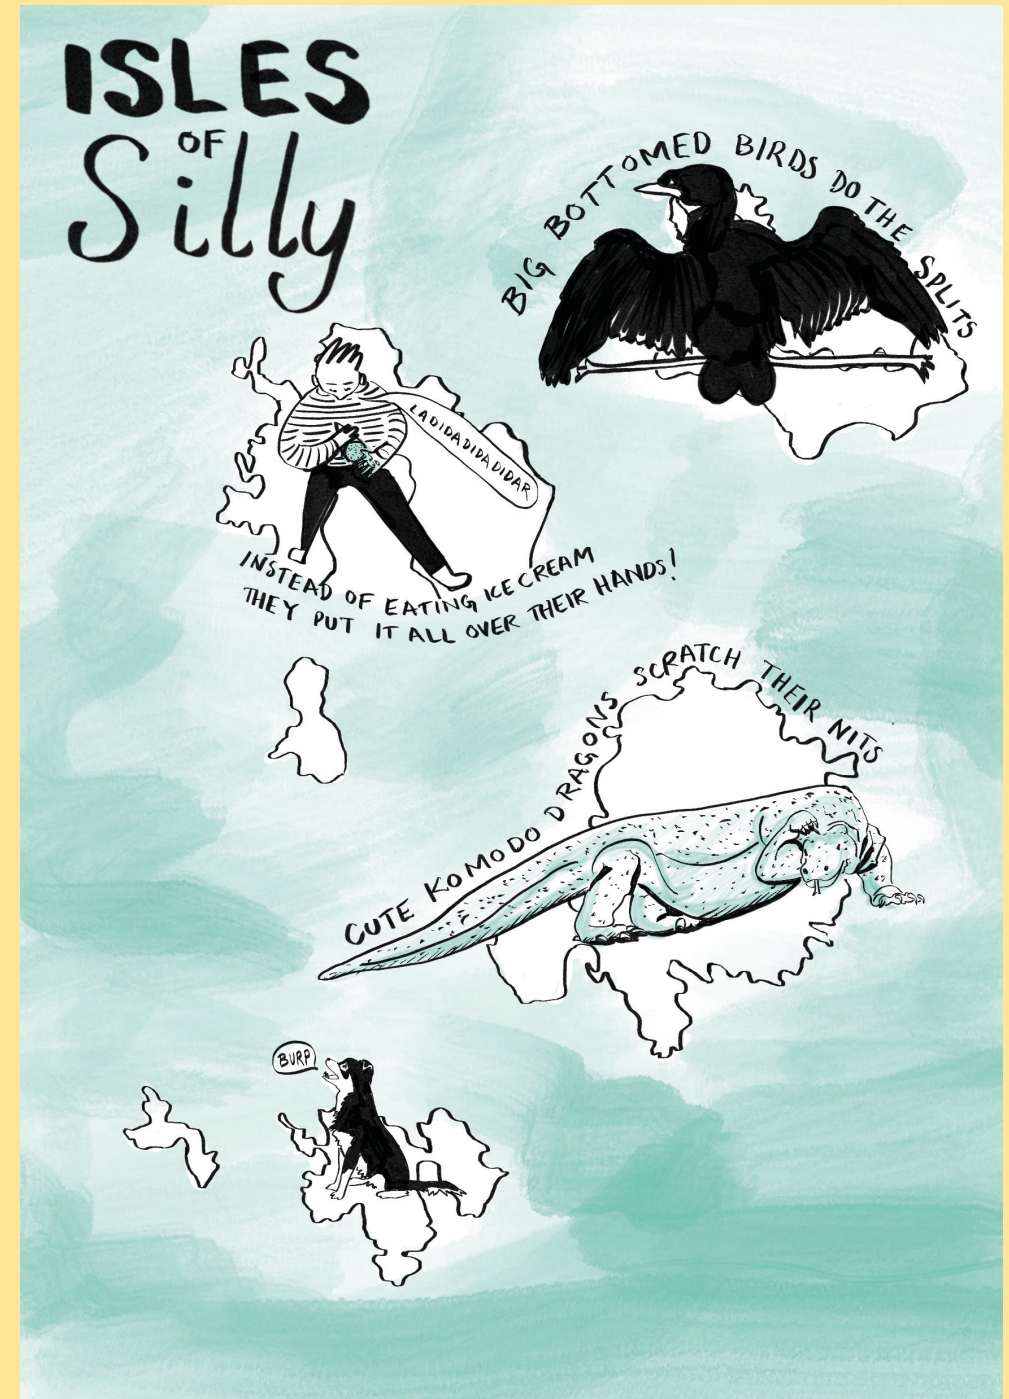 ISLES
OF
Silly
BIG BOTTOMED BIRDS DO THE SPLITS
LADIDADIDADIDAR
INSTEAD OF EATING ICE CREAM
THEY PUT IT ALL OVER THEIR HANDS!
CUTE KOMODO DRAGONS SCRATCH THEIR NITS
BURP